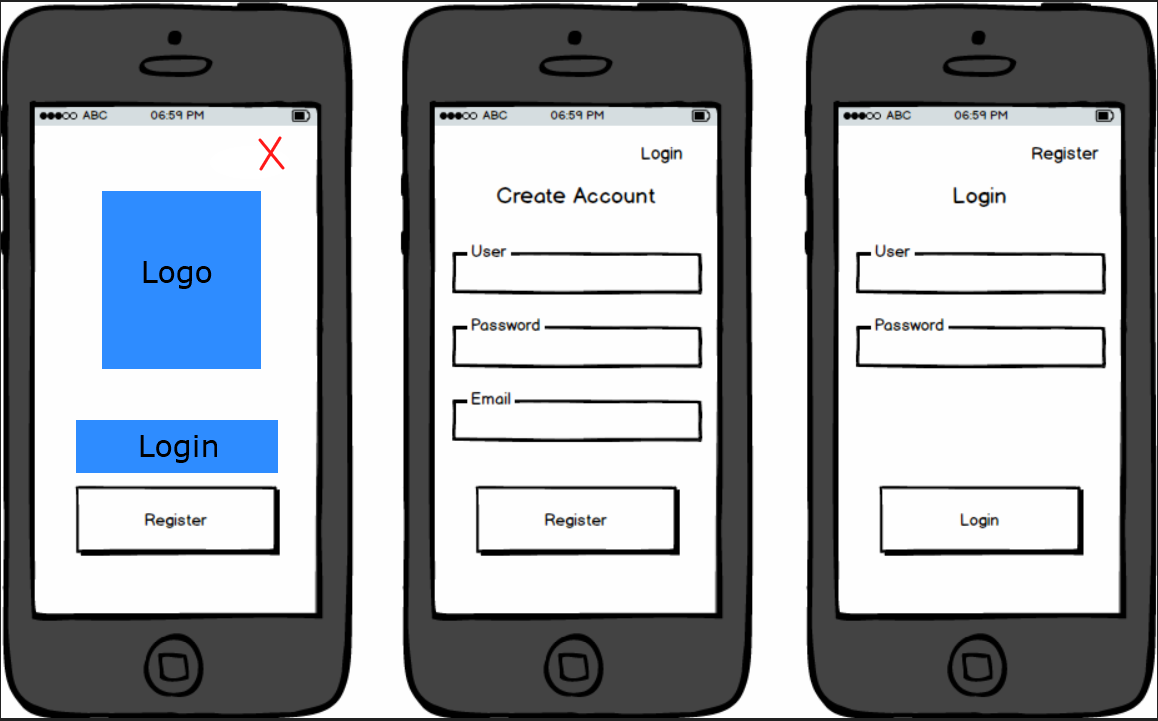 ABC 06:59 PM
X
Logo
Login
Register
ABC 06:59 PM
Login
Create Account
User
Password
Email
Register
ABC 06:59 PM
Register
Login
User
Password
Login